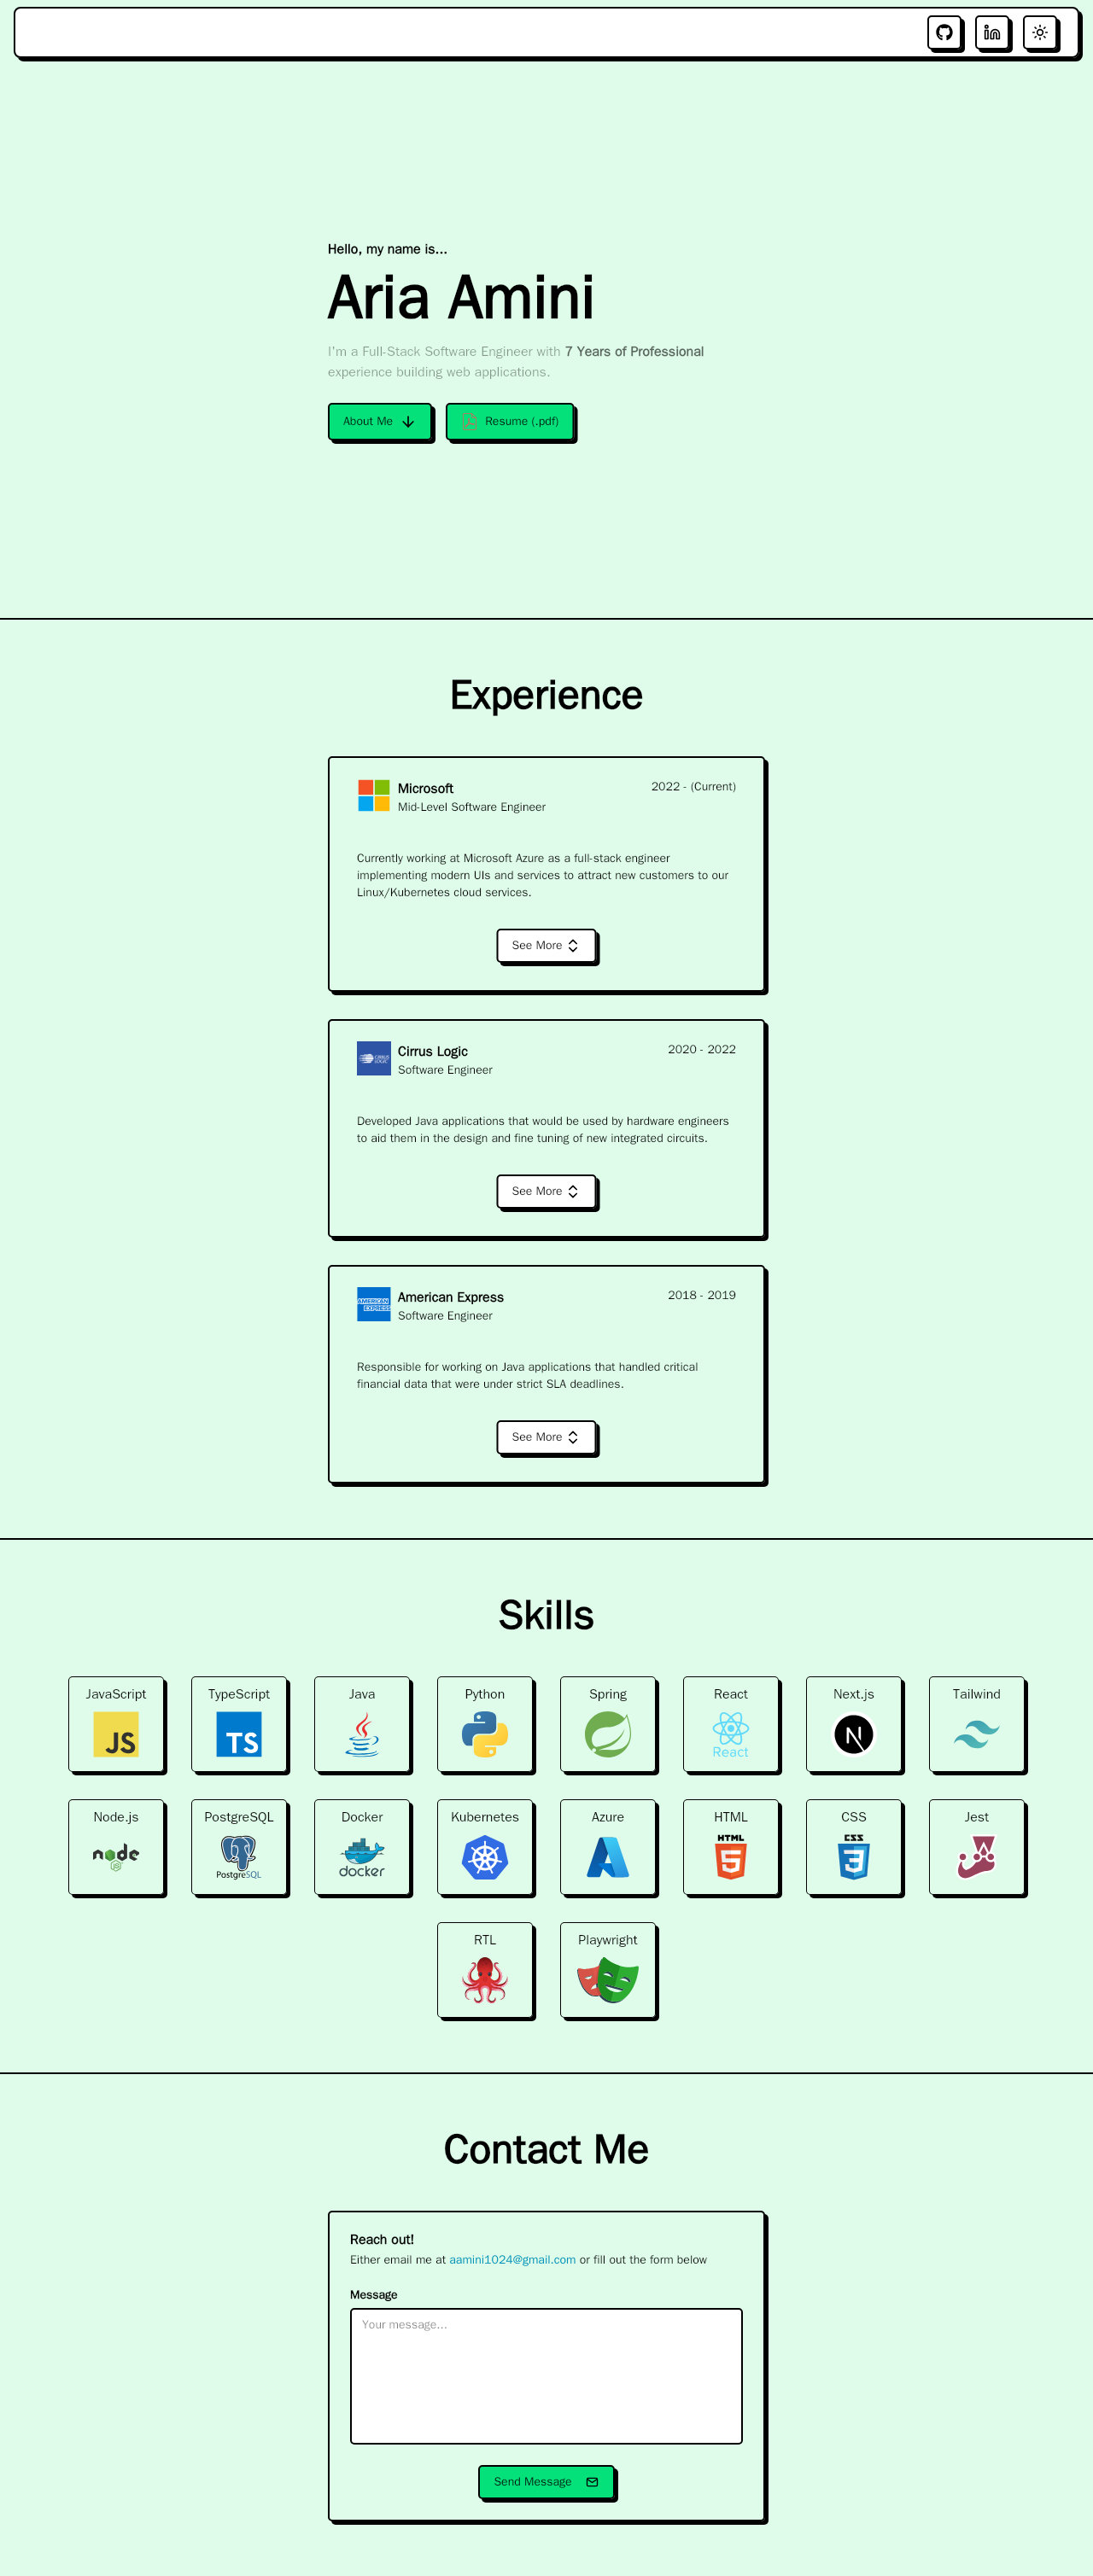 Hello, my name is...
Aria Amini
I'm a Full-Stack Software Engineer with 7 Years of Professional
experience building web applications.
About Me
Resume (.pdf)
Experience
Microsoft
2022 - (Current)
Mid-Level Software Engineer
Currently working at Microsoft Azure as a full-stack engineer
implementing modern UIs and services to attract new customers to our
Linux/Kubernetes cloud services.
See More
CIRRUS LOGIC
Cirrus Logic
2020 - 2022
Software Engineer
Developed Java applications that would be used by hardware engineers
to aid them in the design and fine tuning of new integrated circuits.
See More
AMERICAN EXPRESS
American Express
2018 - 2019
Software Engineer
Responsible for working on Java applications that handled critical
financial data that were under strict SLA deadlines.
See More
Skills
JavaScript
JS
TypeScript
TS
Java
Python
Spring
React
React
Next.js
N
Tailwind
Node.js
node
JS
PostgreSQL
PostgreSQL
Docker
docker
Kubernetes
Azure
HTML
HTML
5
CSS
CSS
3
Jest
RTL
Playwright
Contact Me
Reach out!
Either email me at aamini1024@gmail.com or fill out the form below
Message
Your message...
Send Message